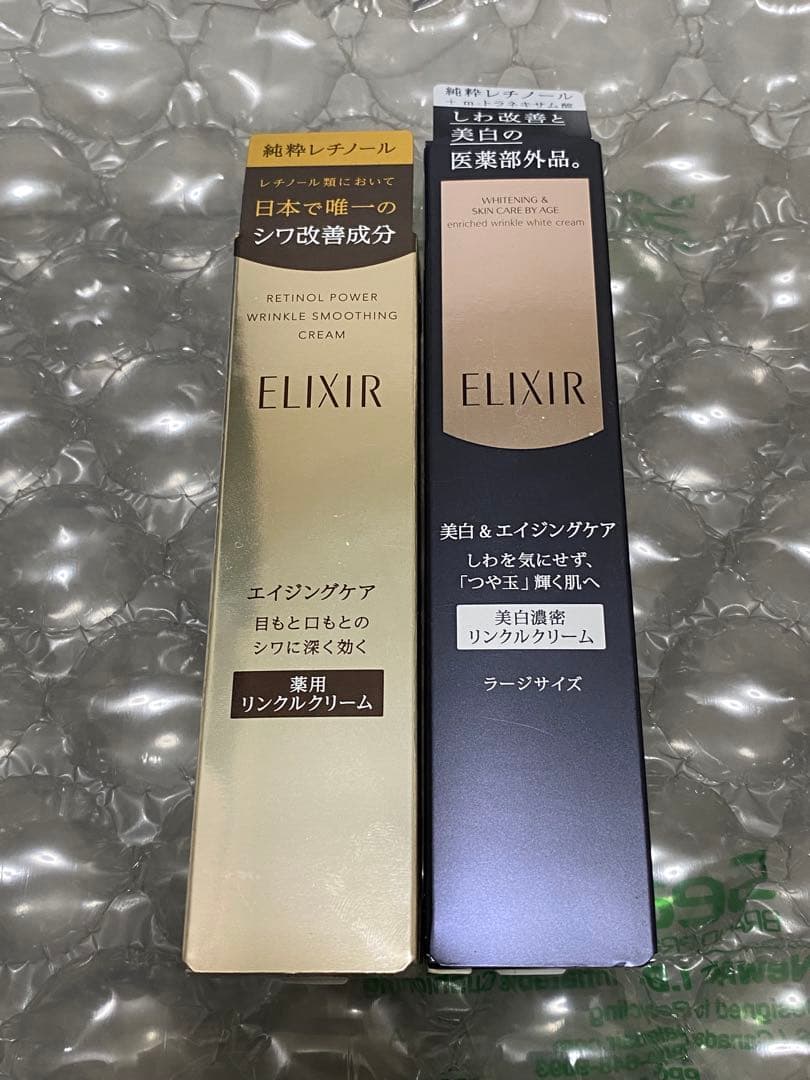 純粋レチノール
レチノール類において
日本で唯一の
シワ改善成分
RETINOL POWER
WRINKLE SMOOTHING
CREAM
ELIXIR
エイジングケア
目もと口もとの
シワに深く効く
薬用
リンクルクリーム
純粋レチノール
+ m-トラネキサム酸
しわ改善と
美白の
医薬部外品。
WHITENING &
SKIN CARE BY AGE
enriched wrinkle white cream
ELIXIR
美白&エイジングケア
しわを気にせず、
「つや玉」輝く肌へ
美白濃密
リンクルクリーム
ラージサイズ